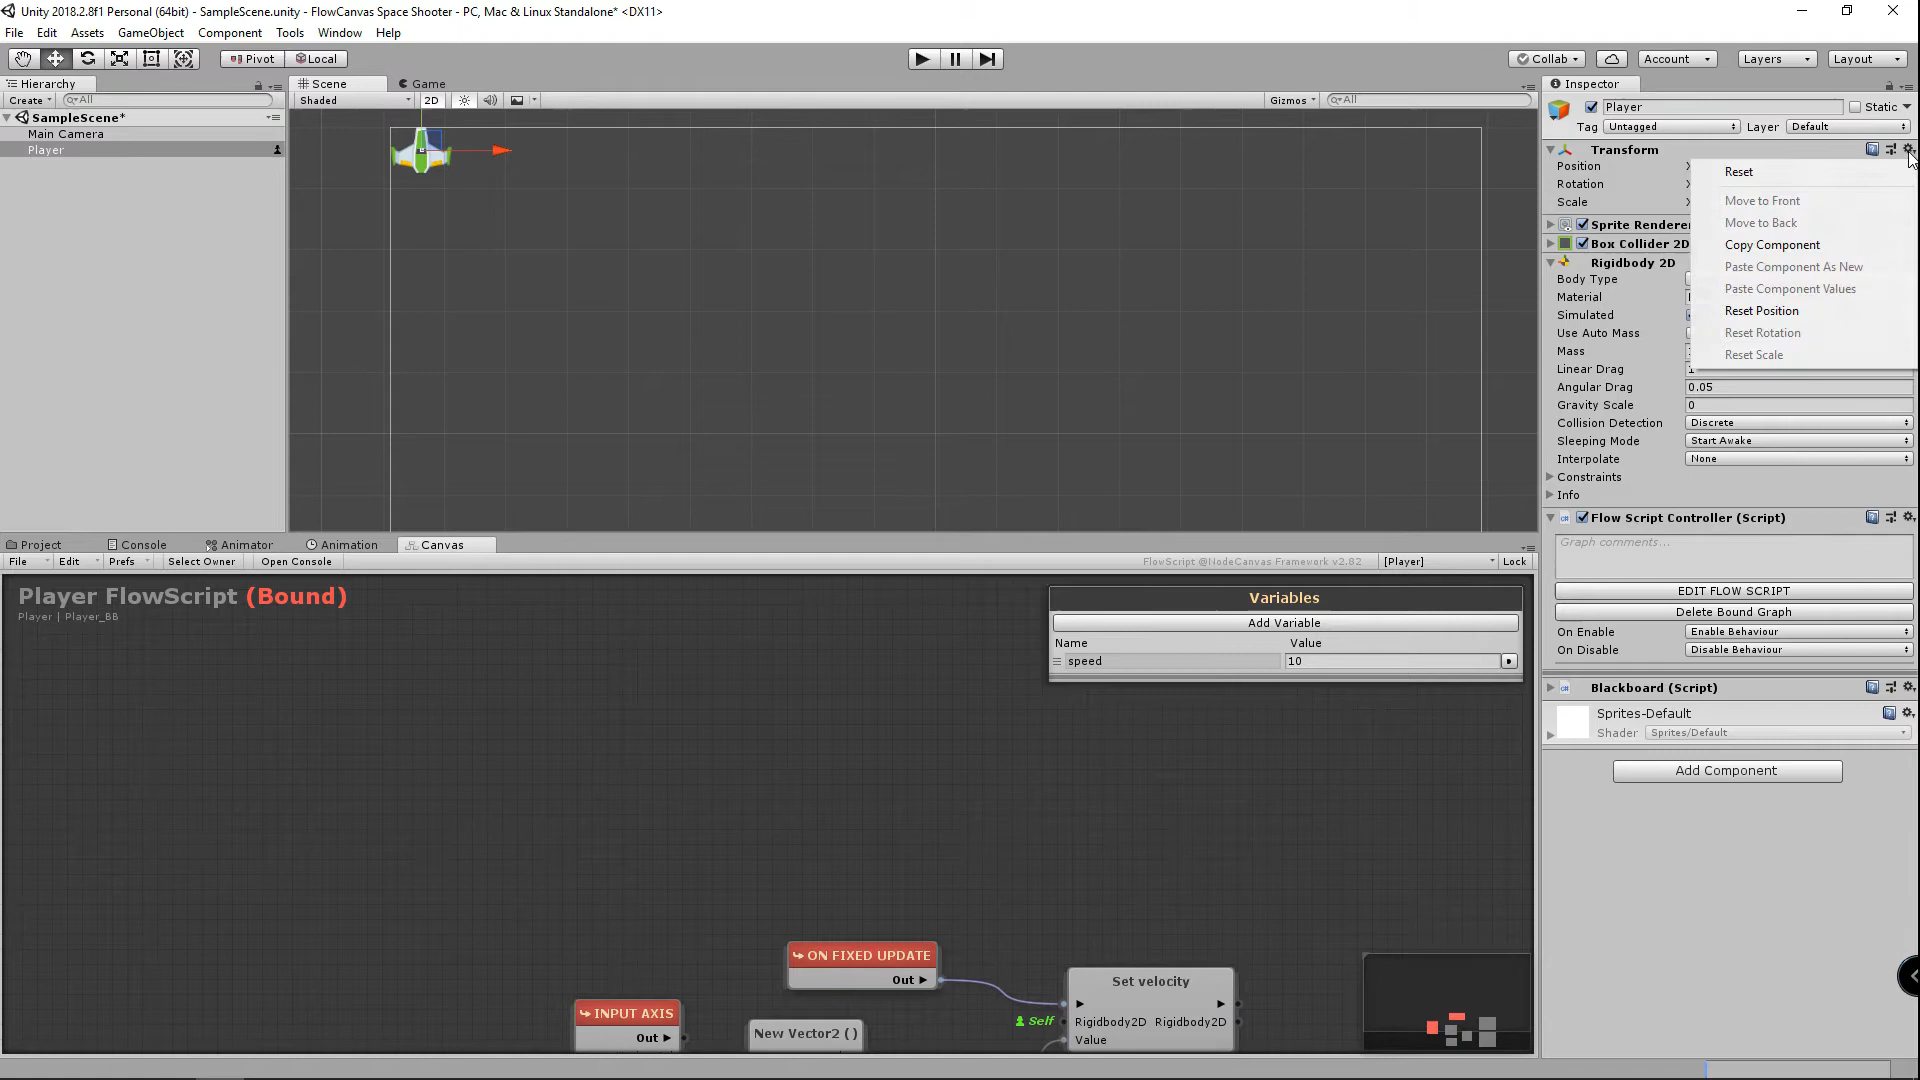 Unity 2018.2.8f1 Personal (64bit) - SampleScene.unity - FlowCanvas Space Shooter - PC, Mac & Linux Standalone* <DX11>
File Edit Assets GameObject Component Tools Window Help
Pivot Local Collab Account Layers Layout
Hierarchy Scene Game Inspector
Create All Shaded 2D Gizmos All
SampleScene*
Main Camera
Player
Player Static
Tag Untagged Layer Default
Transform
Position
Rotation
Scale
Reset
Move to Front
Move to Back
Copy Component
Paste Component As New
Paste Component Values
Reset Position
Reset Rotation
Reset Scale
Sprite Renderer
Box Collider 2D
Rigidbody 2D
Body Type
Material
Simulated
Use Auto Mass
Mass
Linear Drag
Angular Drag 0.05
Gravity Scale 0
Collision Detection Discrete
Sleeping Mode Start Awake
Interpolate None
Constraints
Info
Flow Script Controller (Script)
Graph comments...
EDIT FLOW SCRIPT
Delete Bound Graph
On Enable Enable Behaviour
On Disable Disable Behaviour
Blackboard (Script)
Sprites-Default
Shader Sprites/Default
Add Component
Project Console Animator Animation Canvas
File Edit Prefs Select Owner Open Console FlowScript @NodeCanvas Framework v2.82 [Player] Lock
Player FlowScript (Bound)
Player | Player_BB
Variables
Add Variable
Name Value
speed 10
ON FIXED UPDATE
Out
Set velocity
INPUT AXIS
Out
New Vector2 ()
Self Rigidbody2D Rigidbody2D
Value